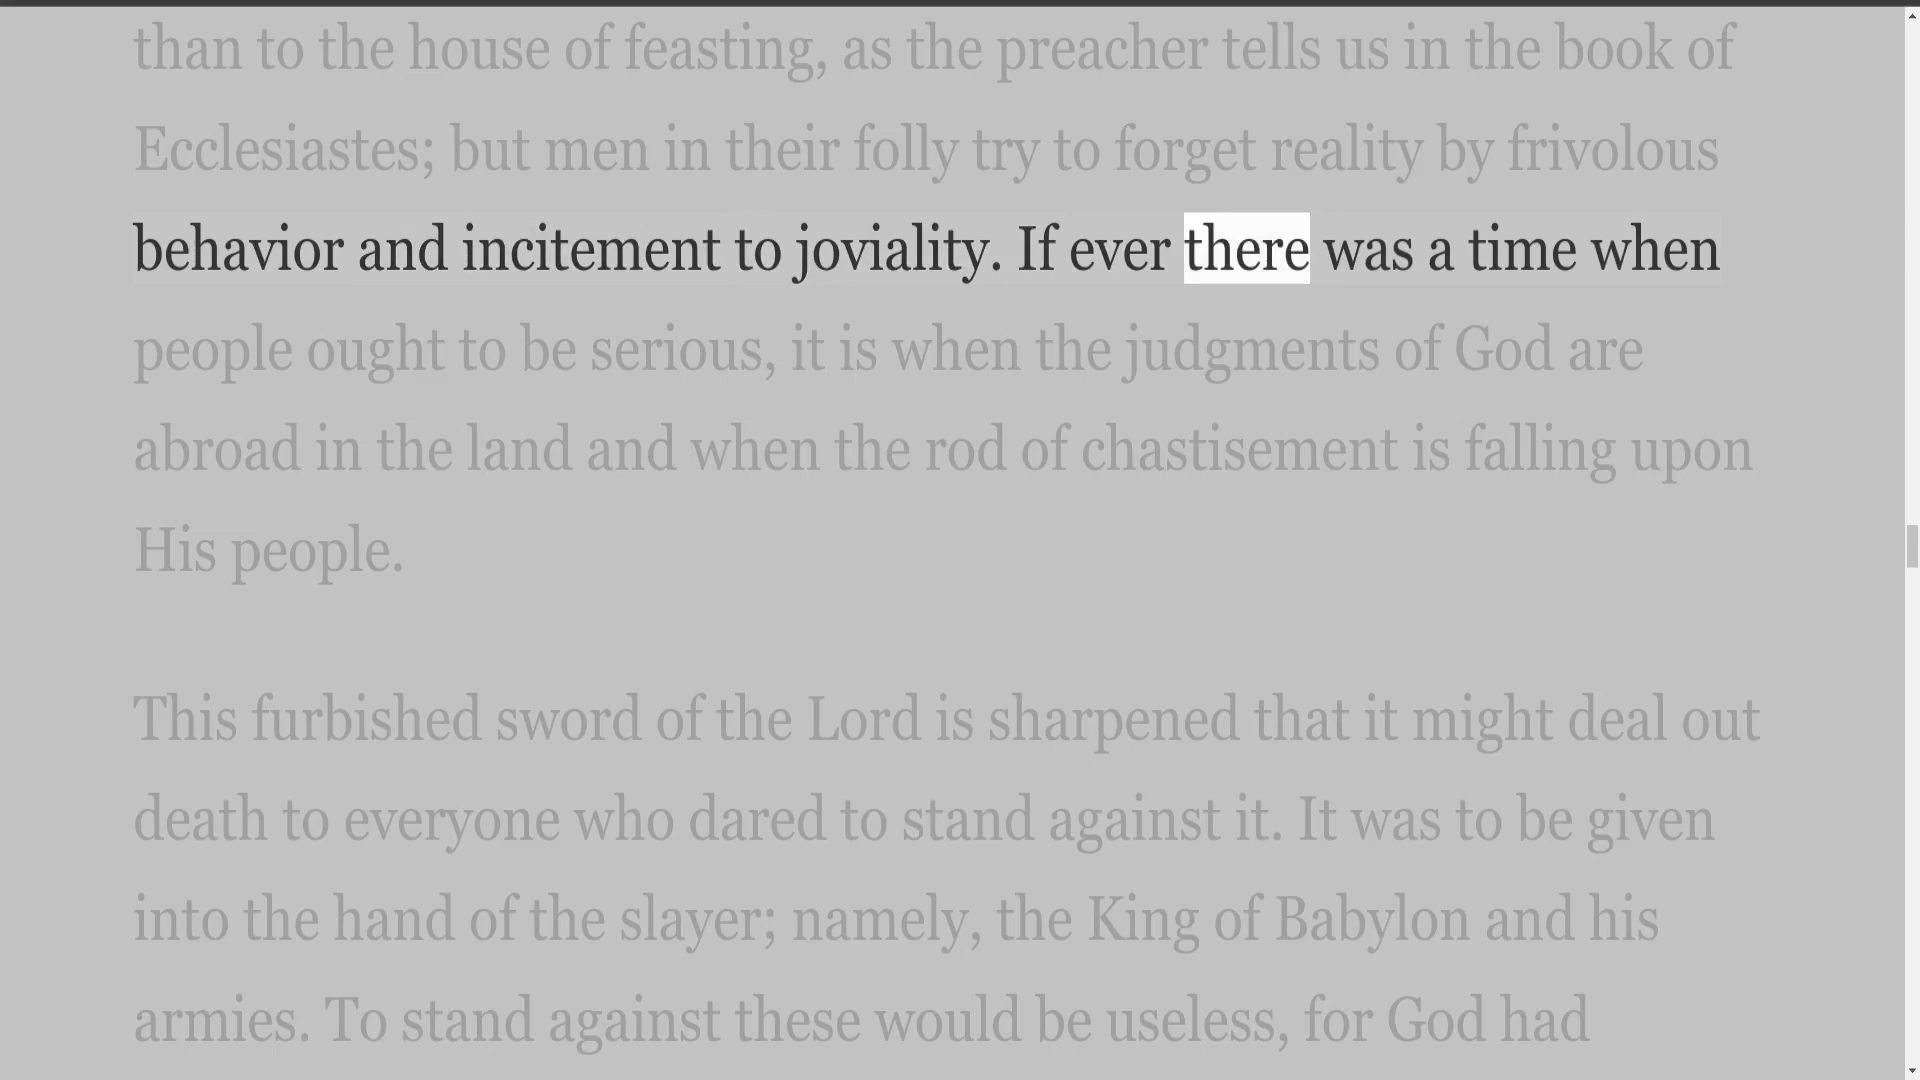 than to the house of feasting, as the preacher tells us in the book of
Ecclesiastes; but men in their folly try to forget reality by frivolous
behavior and incitement to joviality. If ever there was a time when
people ought to be serious, it is when the judgments of God are
abroad in the land and when the rod of chastisement is falling upon
His people.
This furbished sword of the Lord is sharpened that it might deal out
death to everyone who dared to stand against it. It was to be given
into the hand of the slayer; namely, the King of Babylon and his
armies. To stand against these would be useless, for God had